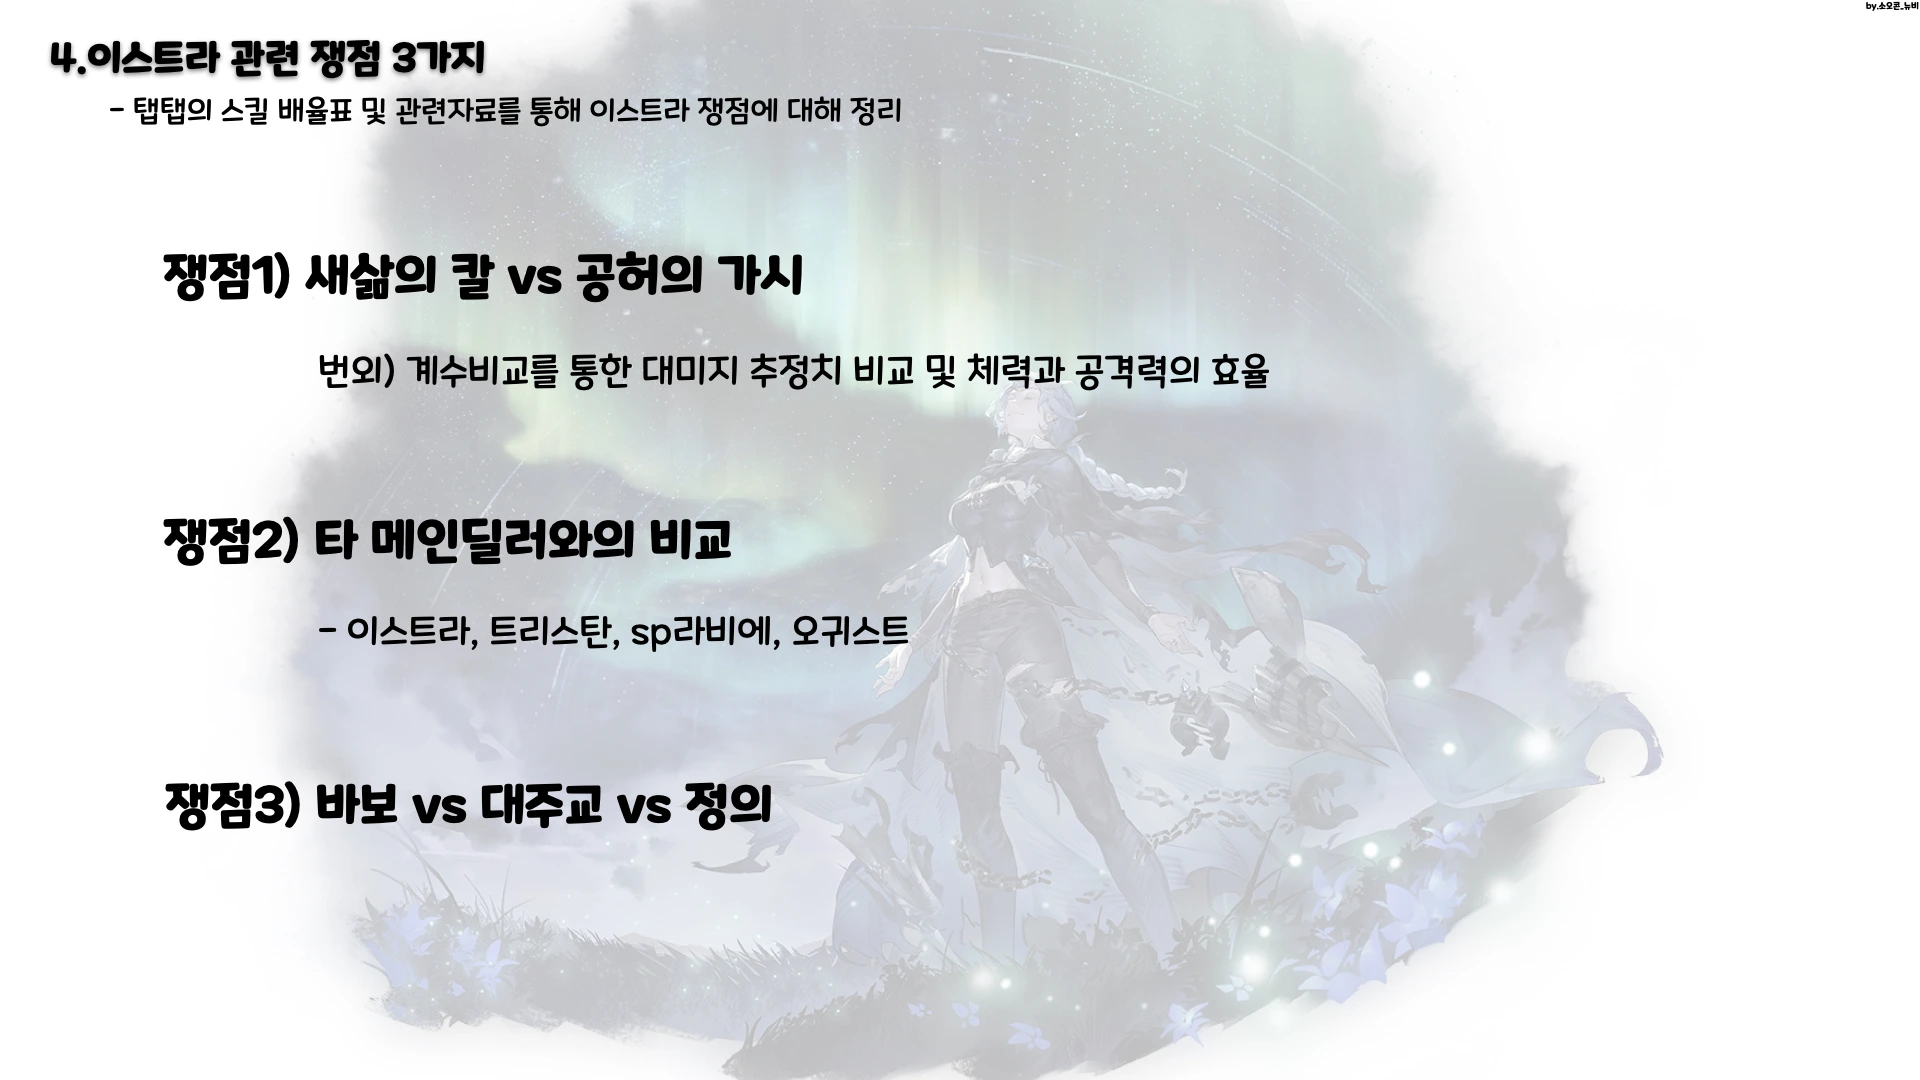 by.소오콘_뉴비
4.이스트라 관련 쟁점 3가지
- 탭탭의 스킬 배율표 및 관련자료를 통해 이스트라 쟁점에 대해 정리
쟁점1) 새삶의 칼 vs 공허의 가시
번외) 계수비교를 통한 대미지 추정치 비교 및 체력과 공격력의 효율
쟁점2) 타 메인딜러와의 비교
- 이스트라, 트리스탄, sp라비에, 오귀스트
쟁점3) 바보 vs 대주교 vs 정의